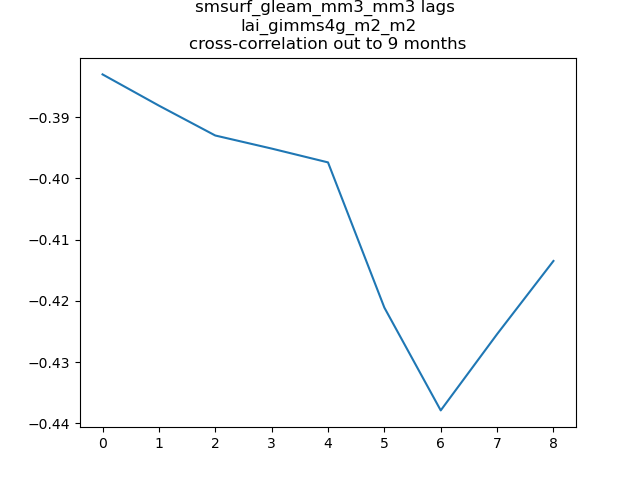 smsurf_gleam_mm3_mm3 lags
lai_gimms4g_m2_m2
cross-correlation out to 9 months
−0.39
−0.40
−0.41
−0.42
−0.43
−0.44
0 1 2 3 4 5 6 7 8